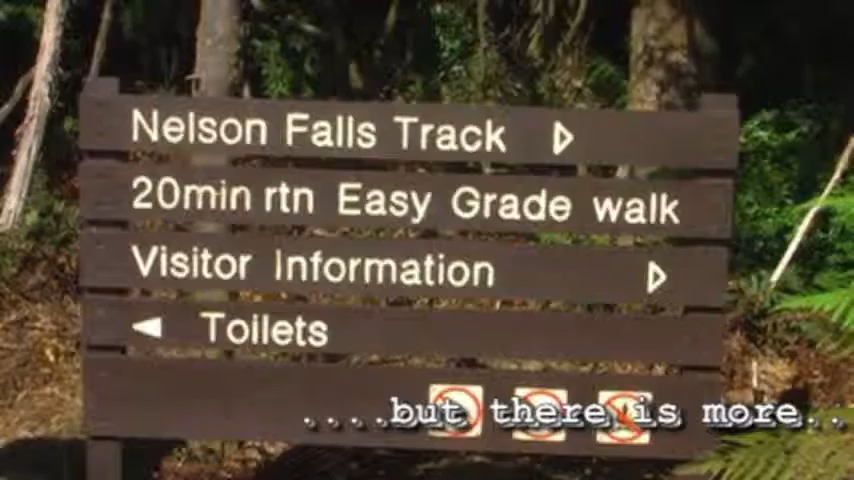 Nelson Falls Track
20min rtn Easy Grade walk
Visitor Information
Toilets
....but there is more..